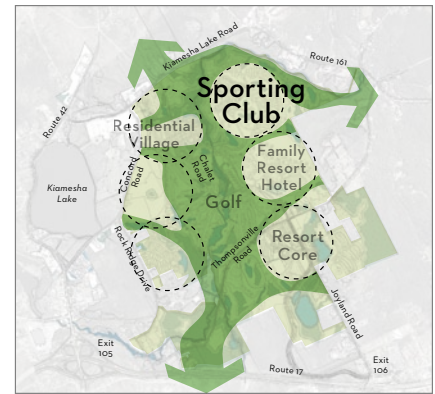 Kiamesha Lake Road
Route 161
Sporting
Club
Route 42
Residential
Village
Family
Resort
Hotel
Chalet
Road
Concord
Road
Kiamesha
Lake
Golf
Resort
Core
Thompsonville
Road
Rock Ridge Drive
Joyland Road
Exit
105
Route 17
Exit
106